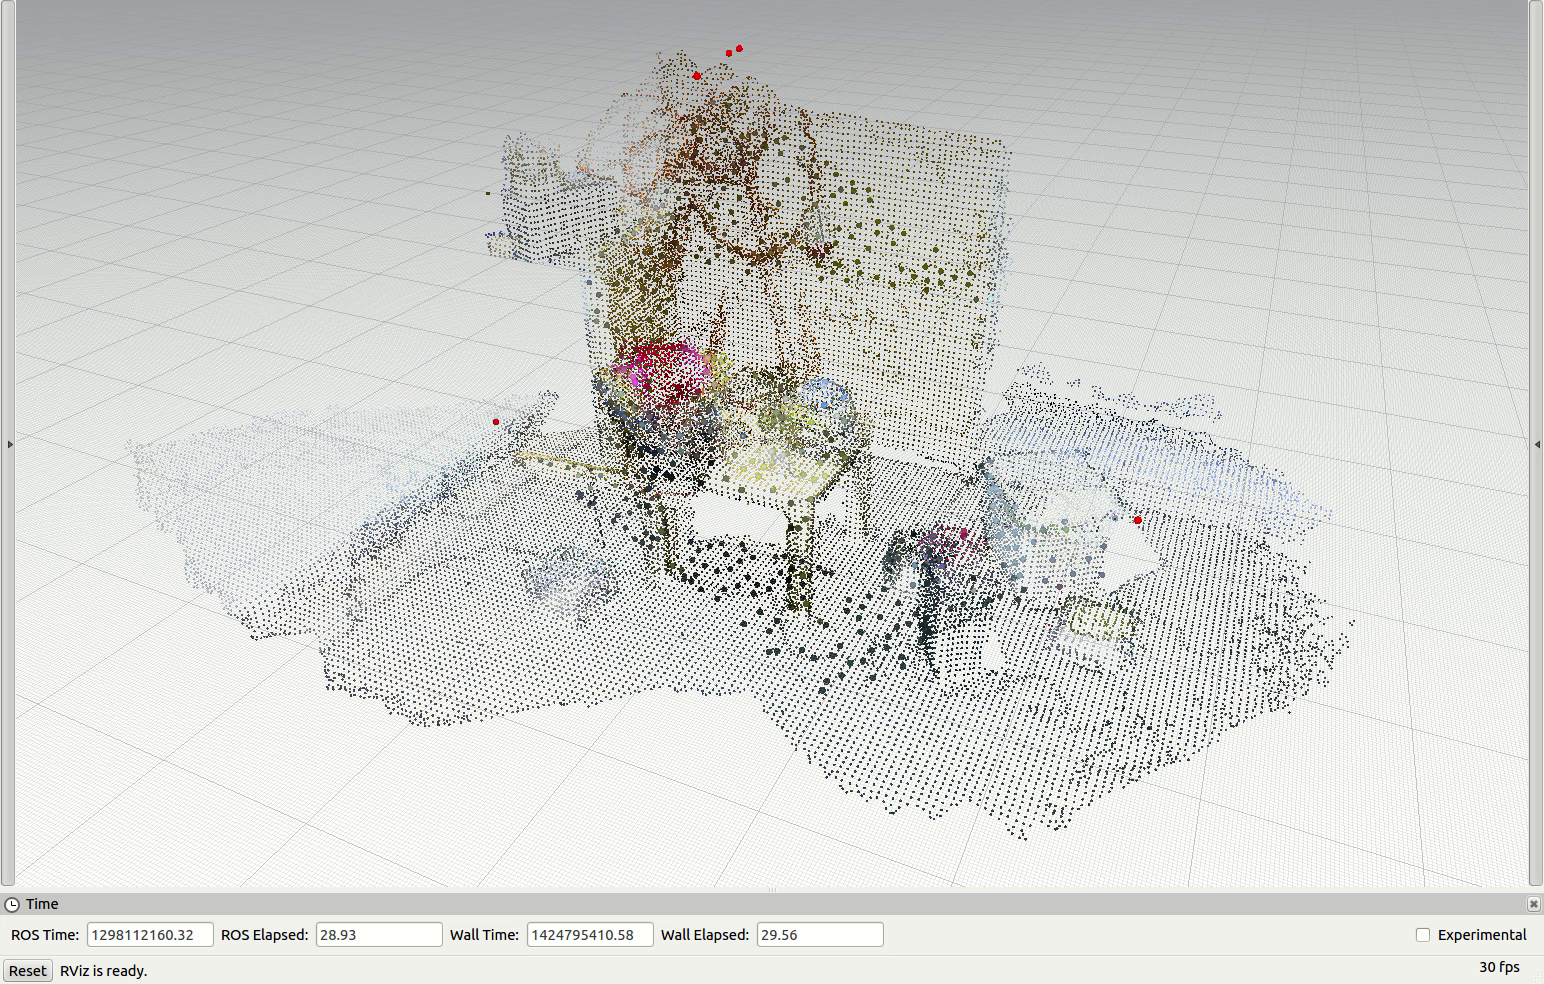 Time
ROS Time: 1298112160.32 ROS Elapsed: 28.93 Wall Time: 1424795410.58 Wall Elapsed: 29.56 Experimental
Reset RViz is ready. 30 fps